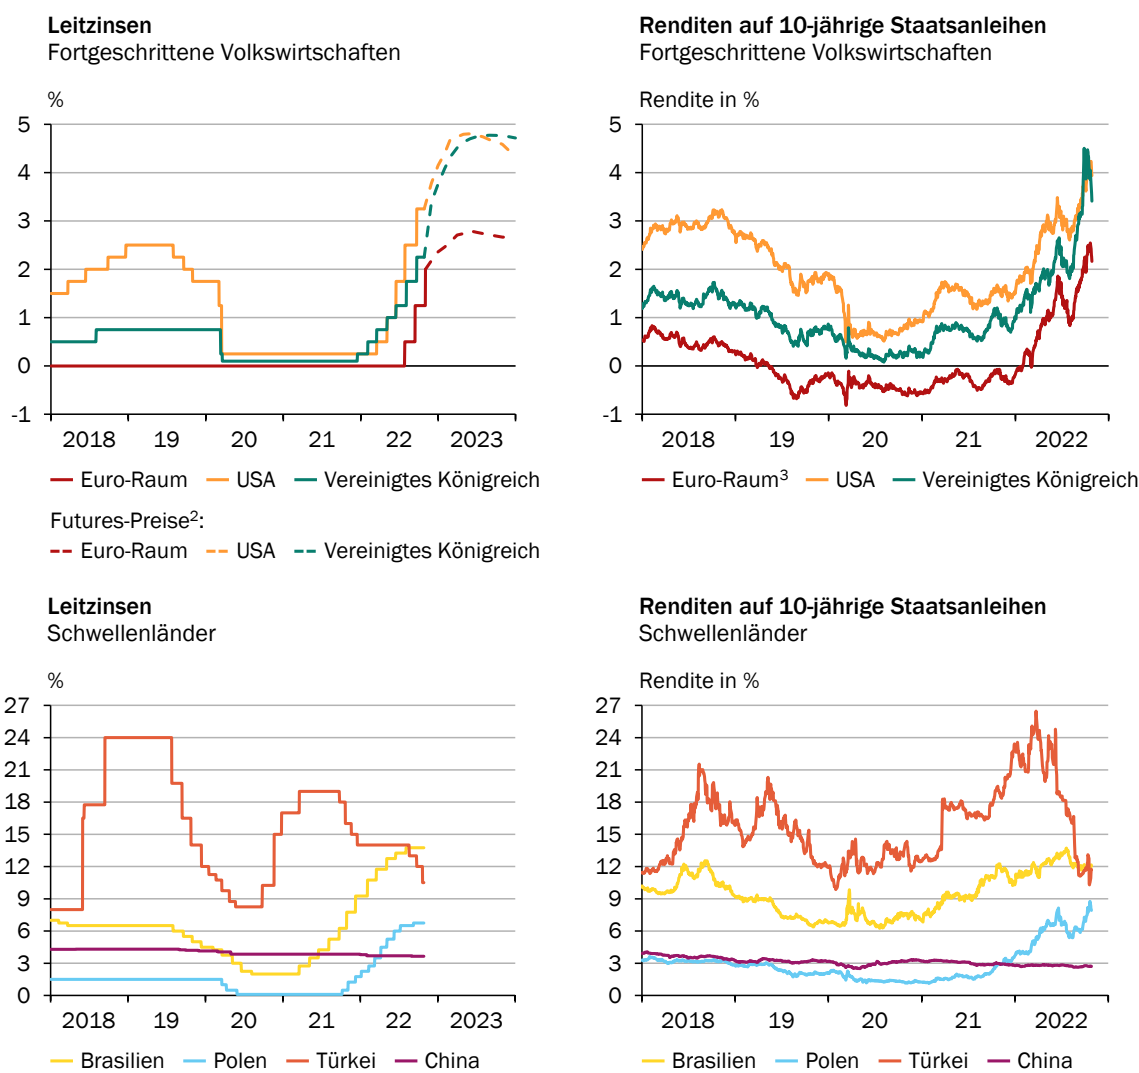 Leitzinsen
Fortgeschrittene Volkswirtschaften
%
5
4
3
2
1
0
-1
2018 19 20 21 22 2023
Euro-Raum USA Vereinigtes Königreich
Futures-Preise²:
Euro-Raum USA Vereinigtes Königreich
Renditen auf 10-jährige Staatsanleihen
Fortgeschrittene Volkswirtschaften
Rendite in %
5
4
3
2
1
0
-1
2018 19 20 21 2022
Euro-Raum³ USA Vereinigtes Königreich
Leitzinsen
Schwellenländer
%
27
24
21
18
15
12
9
6
3
0
2018 19 20 21 22 2023
Brasilien Polen Türkei China
Renditen auf 10-jährige Staatsanleihen
Schwellenländer
Rendite in %
27
24
21
18
15
12
9
6
3
0
2018 19 20 21 2022
Brasilien Polen Türkei China